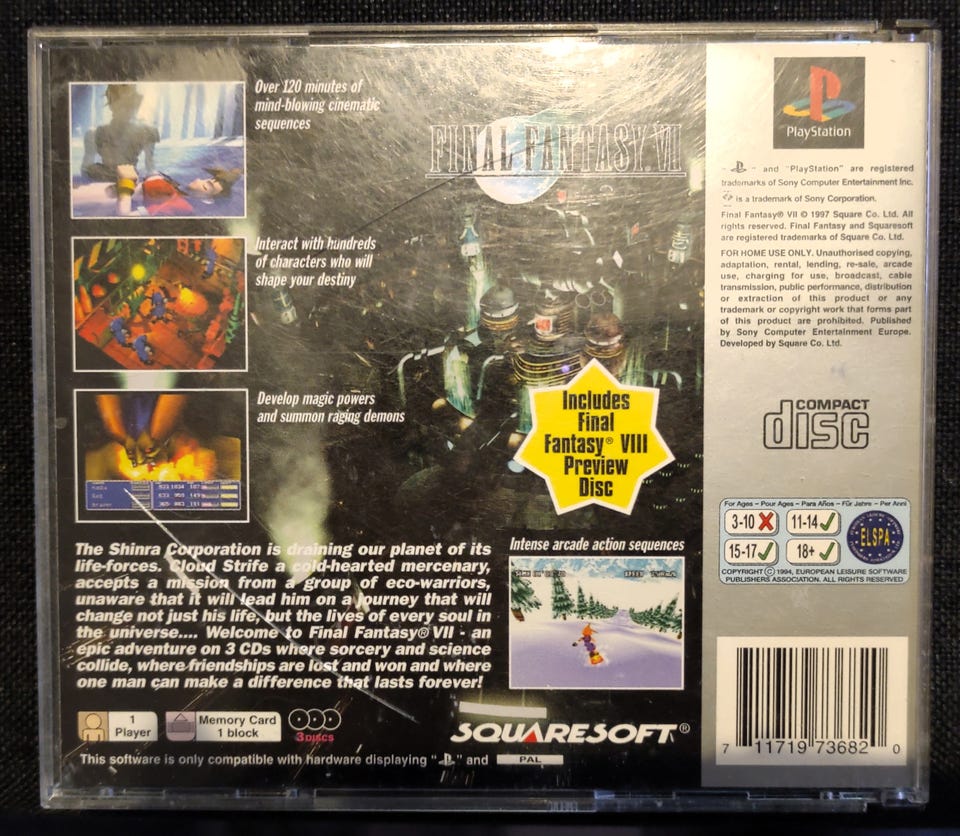 Over 120 minutes of
mind-blowing cinematic
sequences
FINAL FANTASY VII
Interact with hundreds
of characters who will
shape your destiny
Develop magic powers
and summon raging demons
Includes
Final
Fantasy® VIII
Preview
Disc
The Shinra Corporation is draining our planet of its
life-forces. Cloud Strife a cold-hearted mercenary,
accepts a mission from a group of eco-warriors,
unaware that it will lead him on a journey that will
change not just his life, but the lives of every soul in
the universe.... Welcome to Final Fantasy® VII - an
epic adventure on 3 CDs where sorcery and science
collide, where friendships are lost and won and where
one man can make a difference that lasts forever!
Intense arcade action sequences
1
Player
Memory Card
1 block
3 DISCS
SQUARESOFT®
This software is only compatible with hardware displaying " " and PAL
PlayStation
" " and "PlayStation" are registered
trademarks of Sony Computer Entertainment Inc.
is a trademark of Sony Corporation.
Final Fantasy® VII © 1997 Square Co. Ltd. All
rights reserved. Final Fantasy and Squaresoft
are registered trademarks of Square Co. Ltd.
FOR HOME USE ONLY. Unauthorised copying,
adaptation, rental, lending, re-sale, arcade
use, charging for use, broadcast, cable
transmission, public performance, distribution
or extraction of this product or any
trademark or copyright work that forms part
of this product are prohibited. Published
by Sony Computer Entertainment Europe.
Developed by Square Co. Ltd.
COMPACT
disc
For Ages - Pour Ages - Para Años - Für Jahre - Per Anni
3-10 11-14
15-17 18+
ELSPA
COPYRIGHT © 1994, EUROPEAN LEISURE SOFTWARE
PUBLISHERS ASSOCIATION. ALL RIGHTS RESERVED
7 11719 73682 0